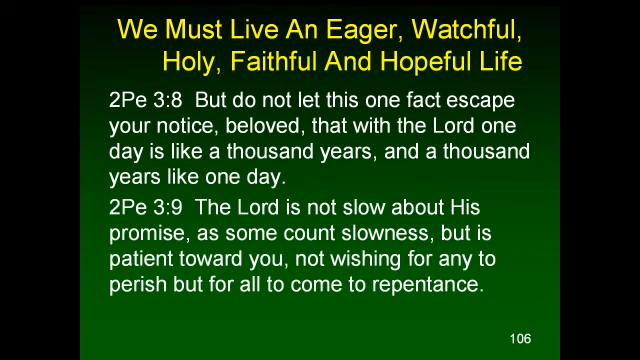 We Must Live An Eager, Watchful,
Holy, Faithful And Hopeful Life
2Pe 3:8 But do not let this one fact escape
your notice, beloved, that with the Lord one
day is like a thousand years, and a thousand
years like one day.
2Pe 3:9 The Lord is not slow about His
promise, as some count slowness, but is
patient toward you, not wishing for any to
perish but for all to come to repentance.
106